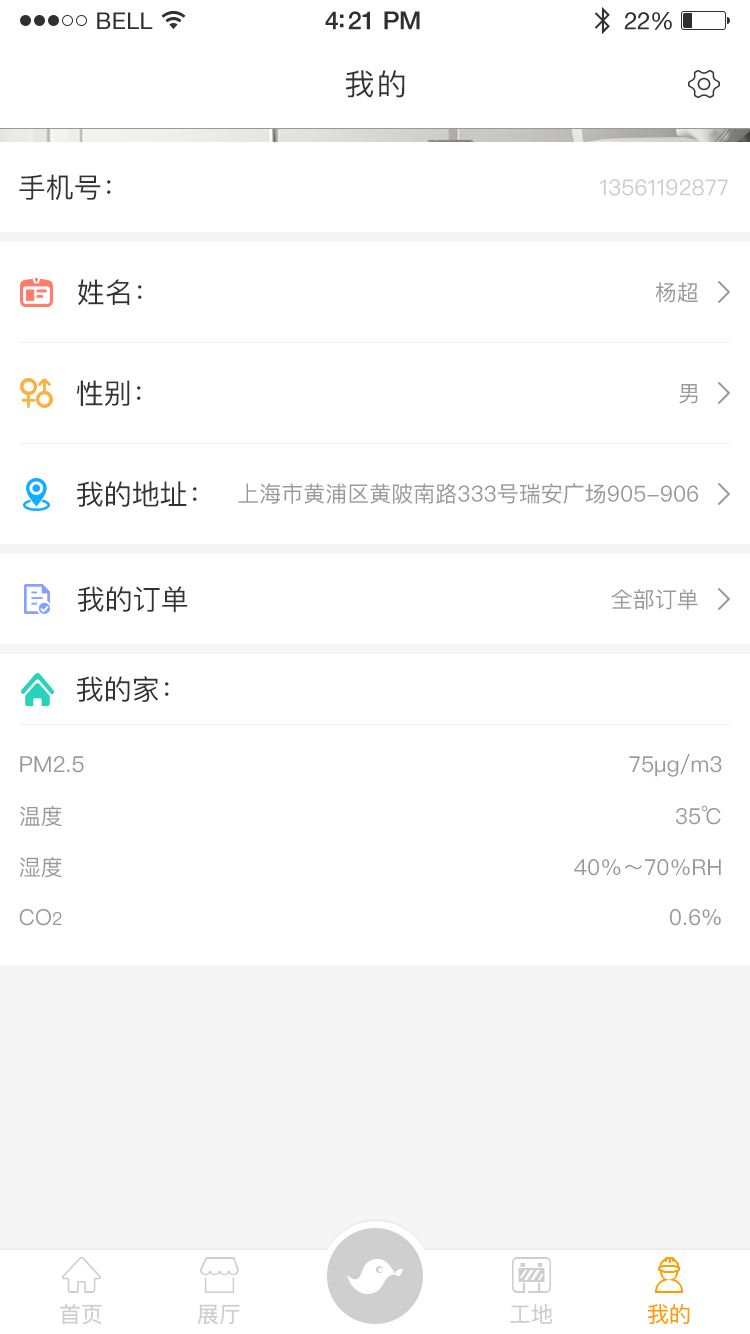 BELL 4:21 PM 22%
我的
手机号： 13561192877
姓名： 杨超
性别： 男
我的地址： 上海市黄浦区黄陂南路333号瑞安广场905-906
我的订单 全部订单
我的家：
PM2.5 75μg/m3
温度 35℃
湿度 40%～70%RH
CO2 0.6%
首页 展厅 工地 我的